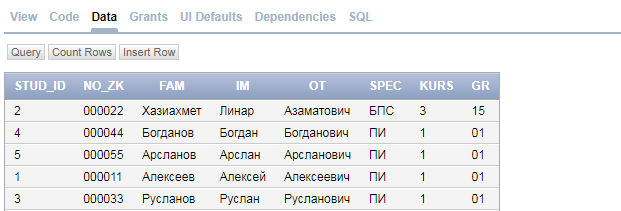 View Code Data Grants UI Defaults Dependencies SQL
Query Count Rows Insert Row
STUD_ID NO_ZK FAM IM OT SPEC KURS GR
2 000022 Хазиахмет Линар Азаматович БПС 3 15
4 000044 Богданов Богдан Богданович ПИ 1 01
5 000055 Арсланов Арслан Арсланович ПИ 1 01
1 000011 Алексеев Алексей Алексеевич ПИ 1 01
3 000033 Русланов Руслан Русланович ПИ 1 01